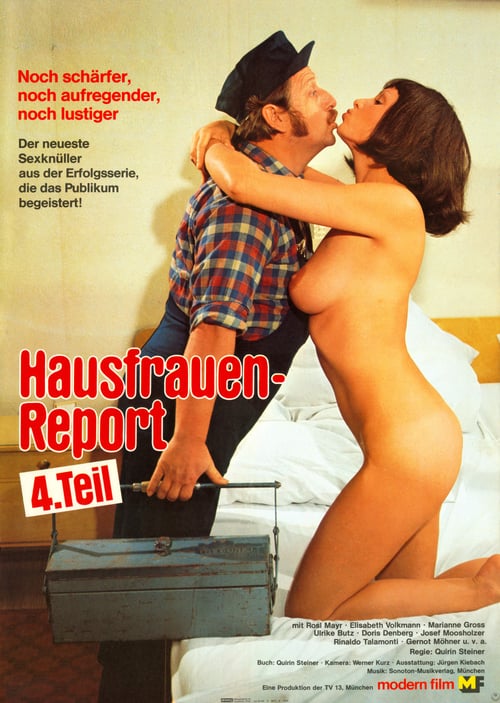 Noch schärfer,
noch aufregender,
noch lustiger
Der neueste
Sexknüller
aus der Erfolgsserie,
die das Publikum
begeistert!
Hausfrauen-
Report
4.Teil
mit Rosl Mayr · Elisabeth Volkmann · Marianne Gross
Ulrike Butz · Doris Denberg · Josef Moosholzer
Rinaldo Talamonti · Gernot Möhner u. v. a.
Regie: Quirin Steiner
Buch: Quirin Steiner · Kamera: Werner Kurz · Ausstattung: Jürgen Kiebach
Musik: Sonoton-Musikverlag, München
Eine Produktion der TV 13, München modern film MF